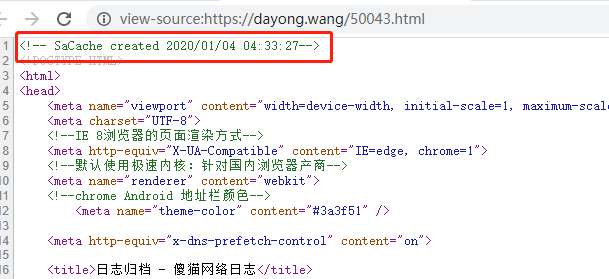 view-source:https://dayong.wang/50043.html
1 <!-- SaCache created 2020/01/04 04:33:27-->
2 <!DOCTYPE HTML>
3 <html>
4 <head>
5 <meta name="viewport" content="width=device-width, initial-scale=1, maximum-scale
6 <meta charset="UTF-8">
7 <!--IE 8浏览器的页面渲染方式-->
8 <meta http-equiv="X-UA-Compatible" content="IE=edge, chrome=1">
9 <!--默认使用极速内核：针对国内浏览器产商-->
10 <meta name="renderer" content="webkit">
11 <!--chrome Android 地址栏颜色-->
12 <meta name="theme-color" content="#3a3f51" />
13
14 <meta http-equiv="x-dns-prefetch-control" content="on">
15
16 <title>日志归档 - 傻猫网络日志</title>